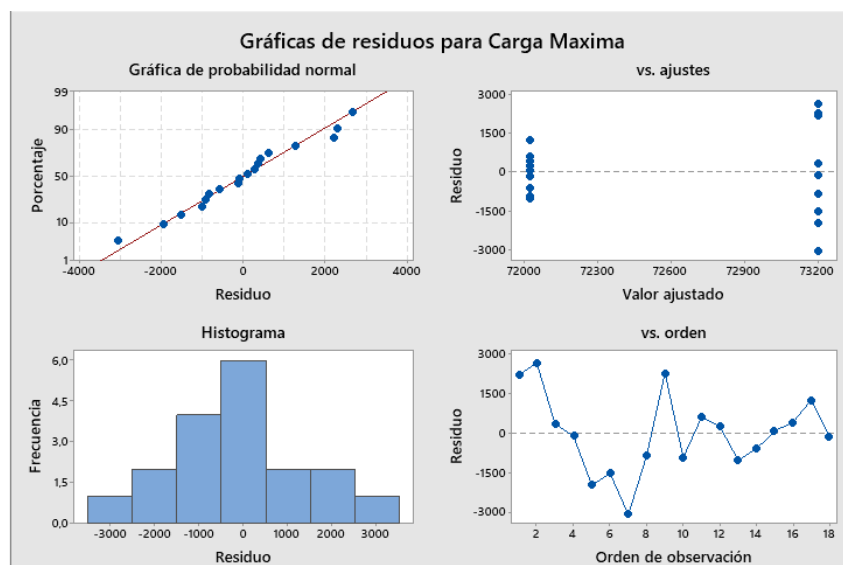 Gráficas de residuos para Carga Maxima
Gráfica de probabilidad normal
99
90
50
10
1
Porcentaje
-4000 -2000 0 2000 4000
Residuo
vs. ajustes
3000
1500
0
-1500
-3000
Residuo
72000 72300 72600 72900 73200
Valor ajustado
Histograma
6,0
4,5
3,0
1,5
0,0
Frecuencia
-3000 -2000 -1000 0 1000 2000 3000
Residuo
vs. orden
3000
1500
0
-1500
-3000
Residuo
2 4 6 8 10 12 14 16 18
Orden de observación